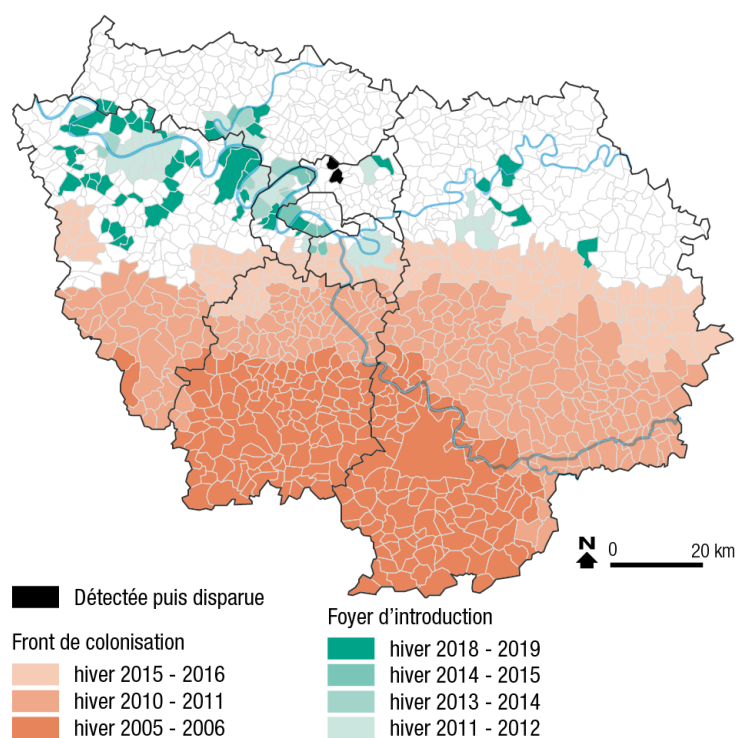 N
0 20 km
Détectée puis disparue
Front de colonisation
hiver 2015 - 2016
hiver 2010 - 2011
hiver 2005 - 2006
Foyer d'introduction
hiver 2018 - 2019
hiver 2014 - 2015
hiver 2013 - 2014
hiver 2011 - 2012